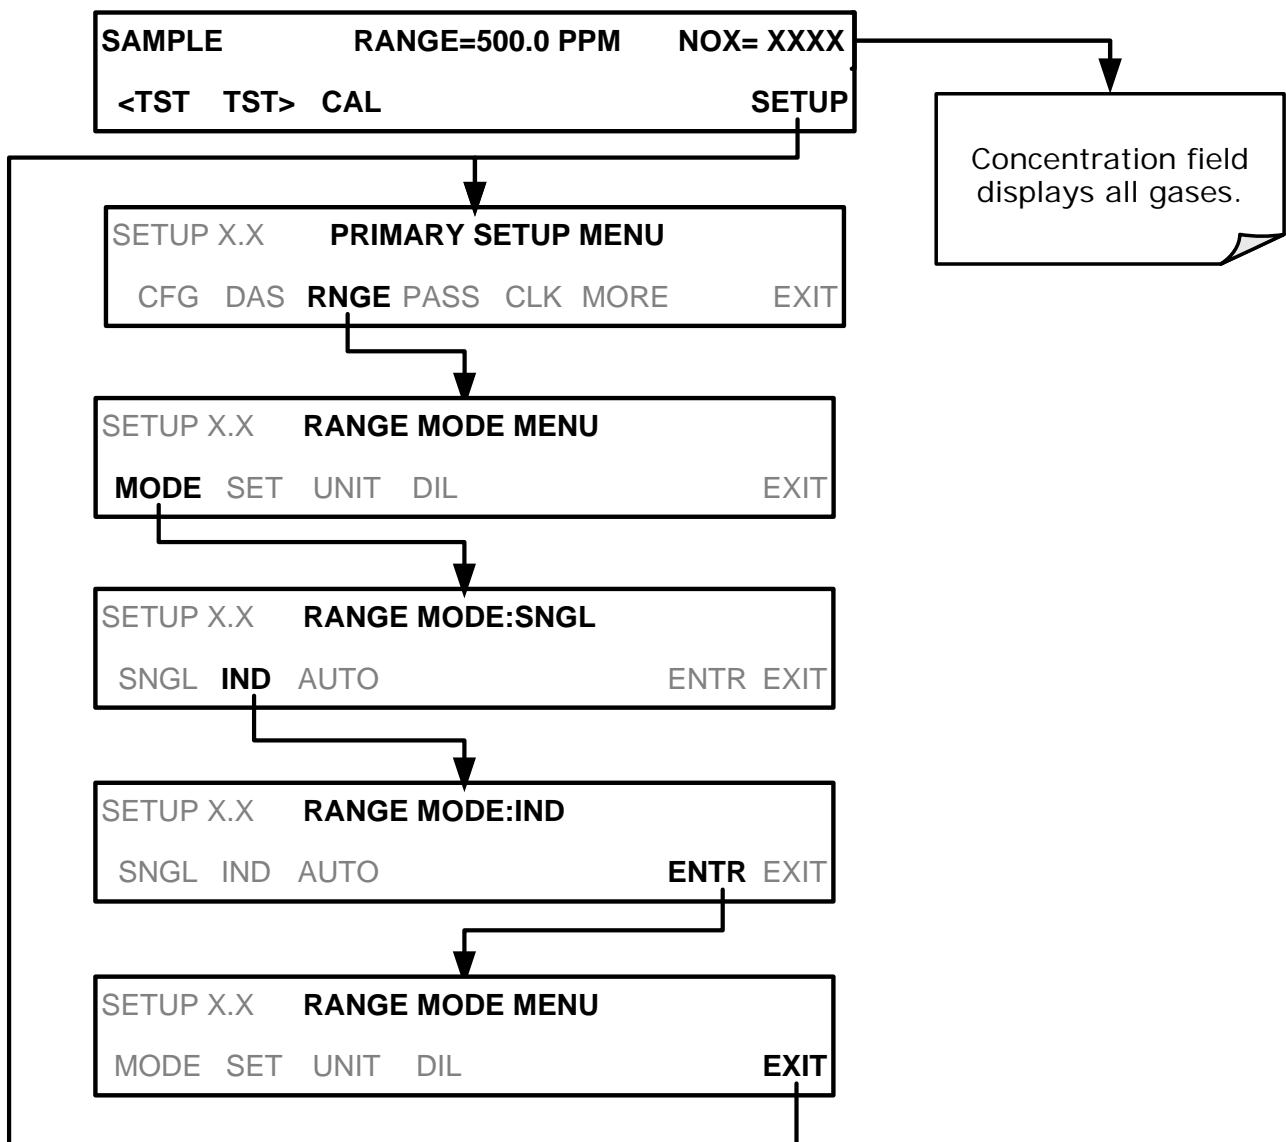 SAMPLE RANGE=500.0 PPM NOX= XXXX
<TST TST> CAL SETUP
Concentration field
displays all gases.
SETUP X.X PRIMARY SETUP MENU
CFG DAS RNGE PASS CLK MORE EXIT
SETUP X.X RANGE MODE MENU
MODE SET UNIT DIL EXIT
SETUP X.X RANGE MODE:SNGL
SNGL IND AUTO ENTR EXIT
SETUP X.X RANGE MODE:IND
SNGL IND AUTO ENTR EXIT
SETUP X.X RANGE MODE MENU
MODE SET UNIT DIL EXIT